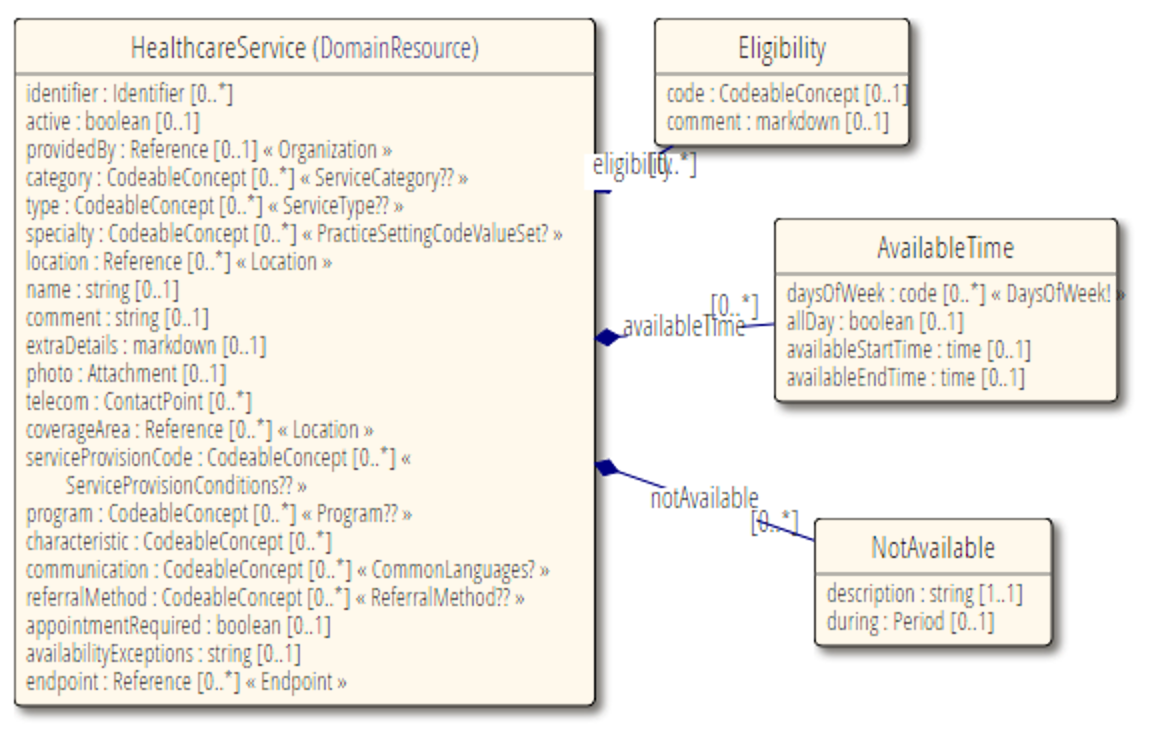 HealthcareService (DomainResource)
identifier : Identifier [0..*]
active : boolean [0..1]
providedBy : Reference [0..1] « Organization »
category : CodeableConcept [0..*] « ServiceCategory?? »
type : CodeableConcept [0..*] « ServiceType?? »
specialty : CodeableConcept [0..*] « PracticeSettingCodeValueSet? »
location : Reference [0..*] « Location »
name : string [0..1]
comment : string [0..1]
extraDetails : markdown [0..1]
photo : Attachment [0..1]
telecom : ContactPoint [0..*]
coverageArea : Reference [0..*] « Location »
serviceProvisionCode : CodeableConcept [0..*] «
ServiceProvisionConditions?? »
program : CodeableConcept [0..*] « Program?? »
characteristic : CodeableConcept [0..*]
communication : CodeableConcept [0..*] « CommonLanguages? »
referralMethod : CodeableConcept [0..*] « ReferralMethod?? »
appointmentRequired : boolean [0..1]
availabilityExceptions : string [0..1]
endpoint : Reference [0..*] « Endpoint »
Eligibility
code : CodeableConcept [0..1]
comment : markdown [0..1]
eligibility
[0..*]
AvailableTime
daysOfWeek : code [0..*] « DaysOfWeek! »
allDay : boolean [0..1]
availableStartTime : time [0..1]
availableEndTime : time [0..1]
[0..*]
availableTime
notAvailable
[0..*]
NotAvailable
description : string [1..1]
during : Period [0..1]